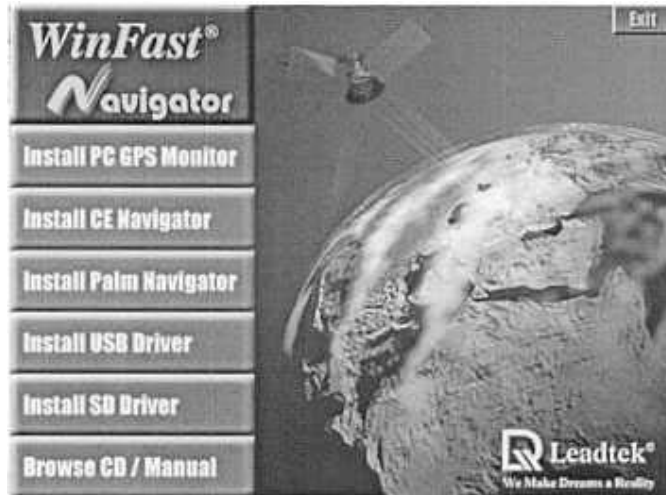 WinFast®
Navigator
Exit
Install PC GPS Monitor
Install CE Navigator
Install Palm Navigator
Install USB Driver
Install SD Driver
Browse CD / Manual
Leadtek®
We Make Dreams a Reality